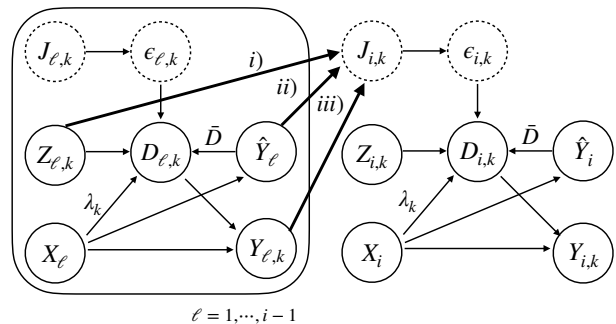 J_{ℓ,k} ϵ_{ℓ,k} i) J_{i,k} ϵ_{i,k}
ii) iii)
Z_{ℓ,k} D_{ℓ,k} D̄ Ŷ_ℓ Z_{i,k} D_{i,k} D̄ Ŷ_i
λ_k λ_k
X_ℓ Y_{ℓ,k} X_i Y_{i,k}
ℓ = 1,⋯, i − 1